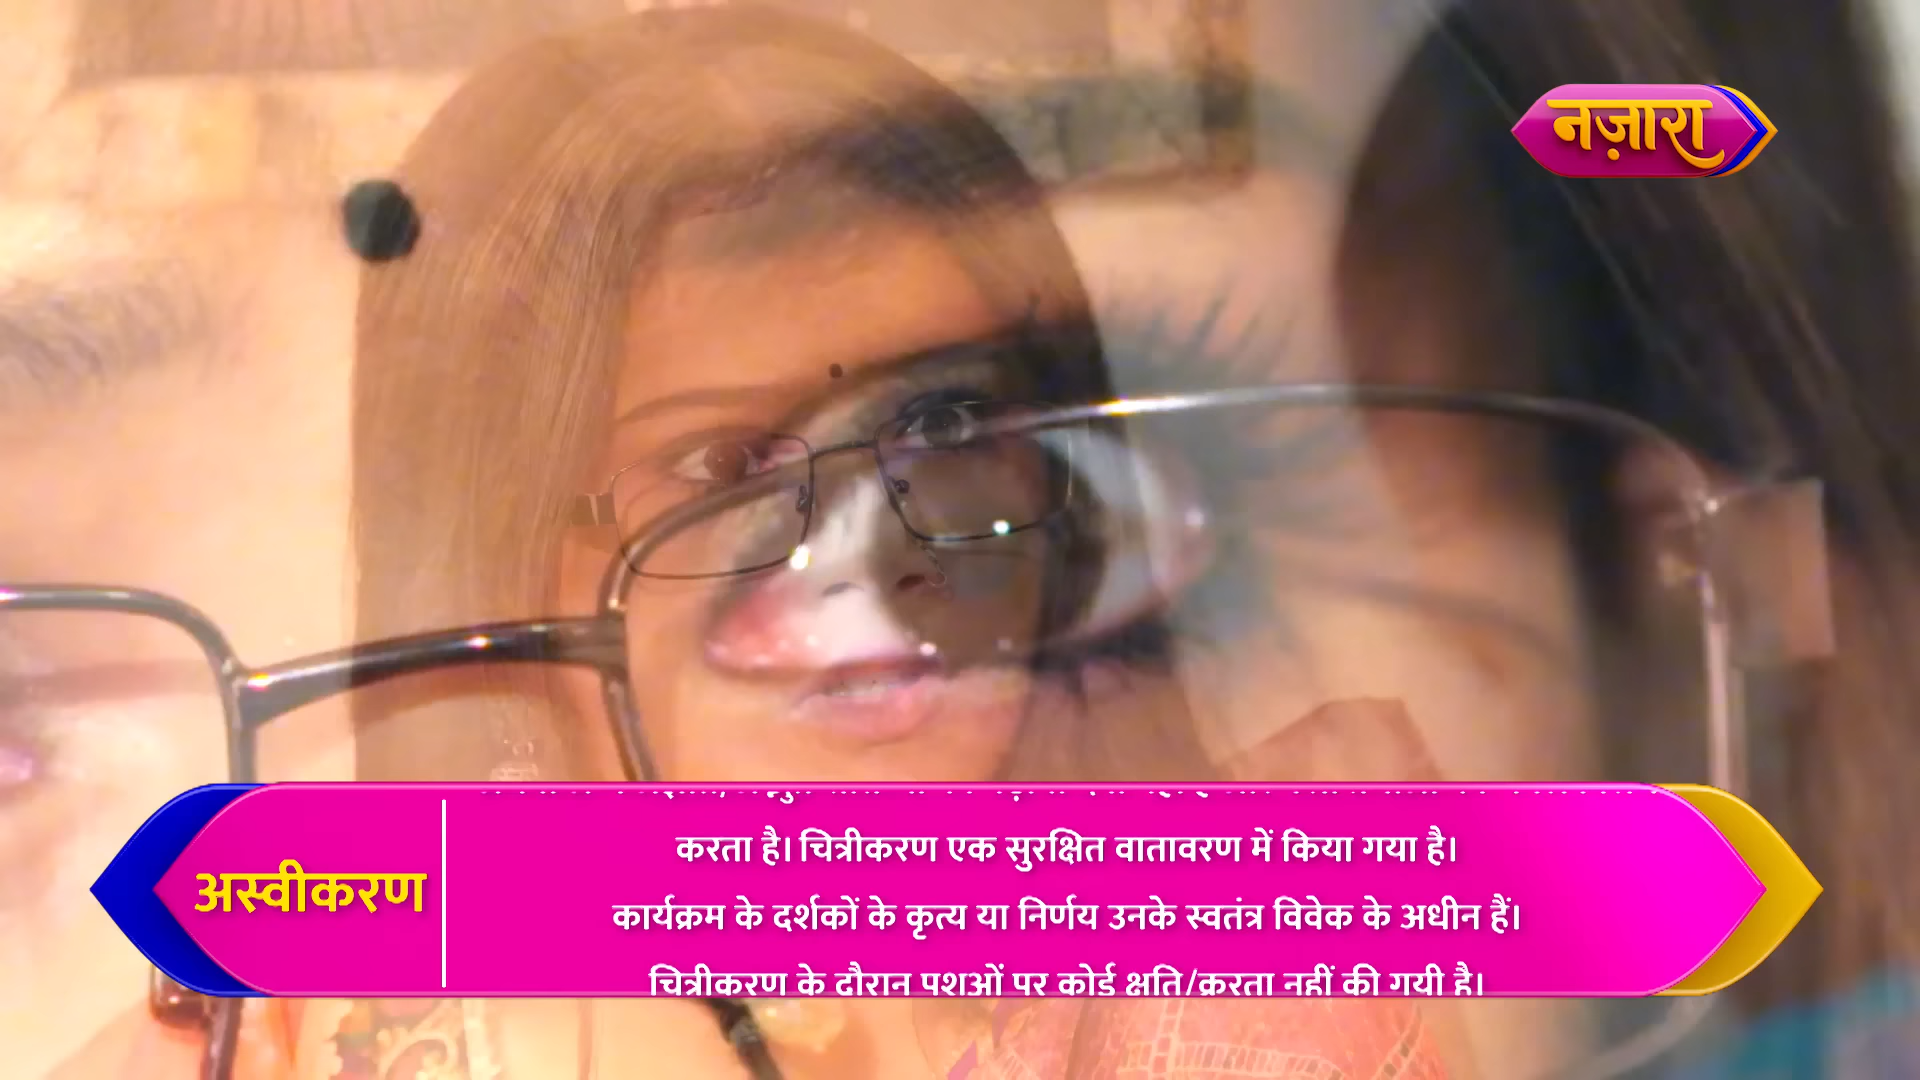 नज़ारा
अस्वीकरण
करता है। चित्रीकरण एक सुरक्षित वातावरण में किया गया है।
कार्यक्रम के दर्शकों के कृत्य या निर्णय उनके स्वतंत्र विवेक के अधीन हैं।
चित्रीकरण के दौरान पशुओं पर कोई क्षति/क्रूरता नहीं की गयी है।